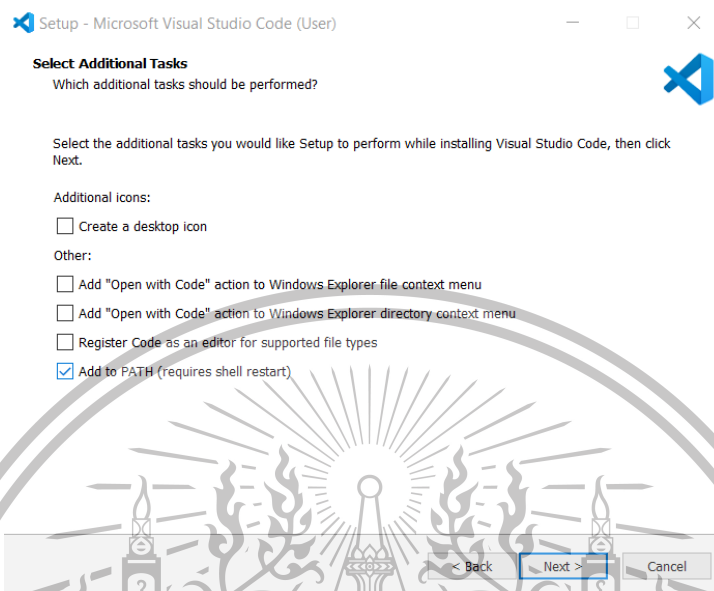 Setup - Microsoft Visual Studio Code (User)
Select Additional Tasks
Which additional tasks should be performed?
Select the additional tasks you would like Setup to perform while installing Visual Studio Code, then click
Next.
Additional icons:
Create a desktop icon
Other:
Add "Open with Code" action to Windows Explorer file context menu
Add "Open with Code" action to Windows Explorer directory context menu
Register Code as an editor for supported file types
Add to PATH (requires shell restart)
< Back Next > Cancel